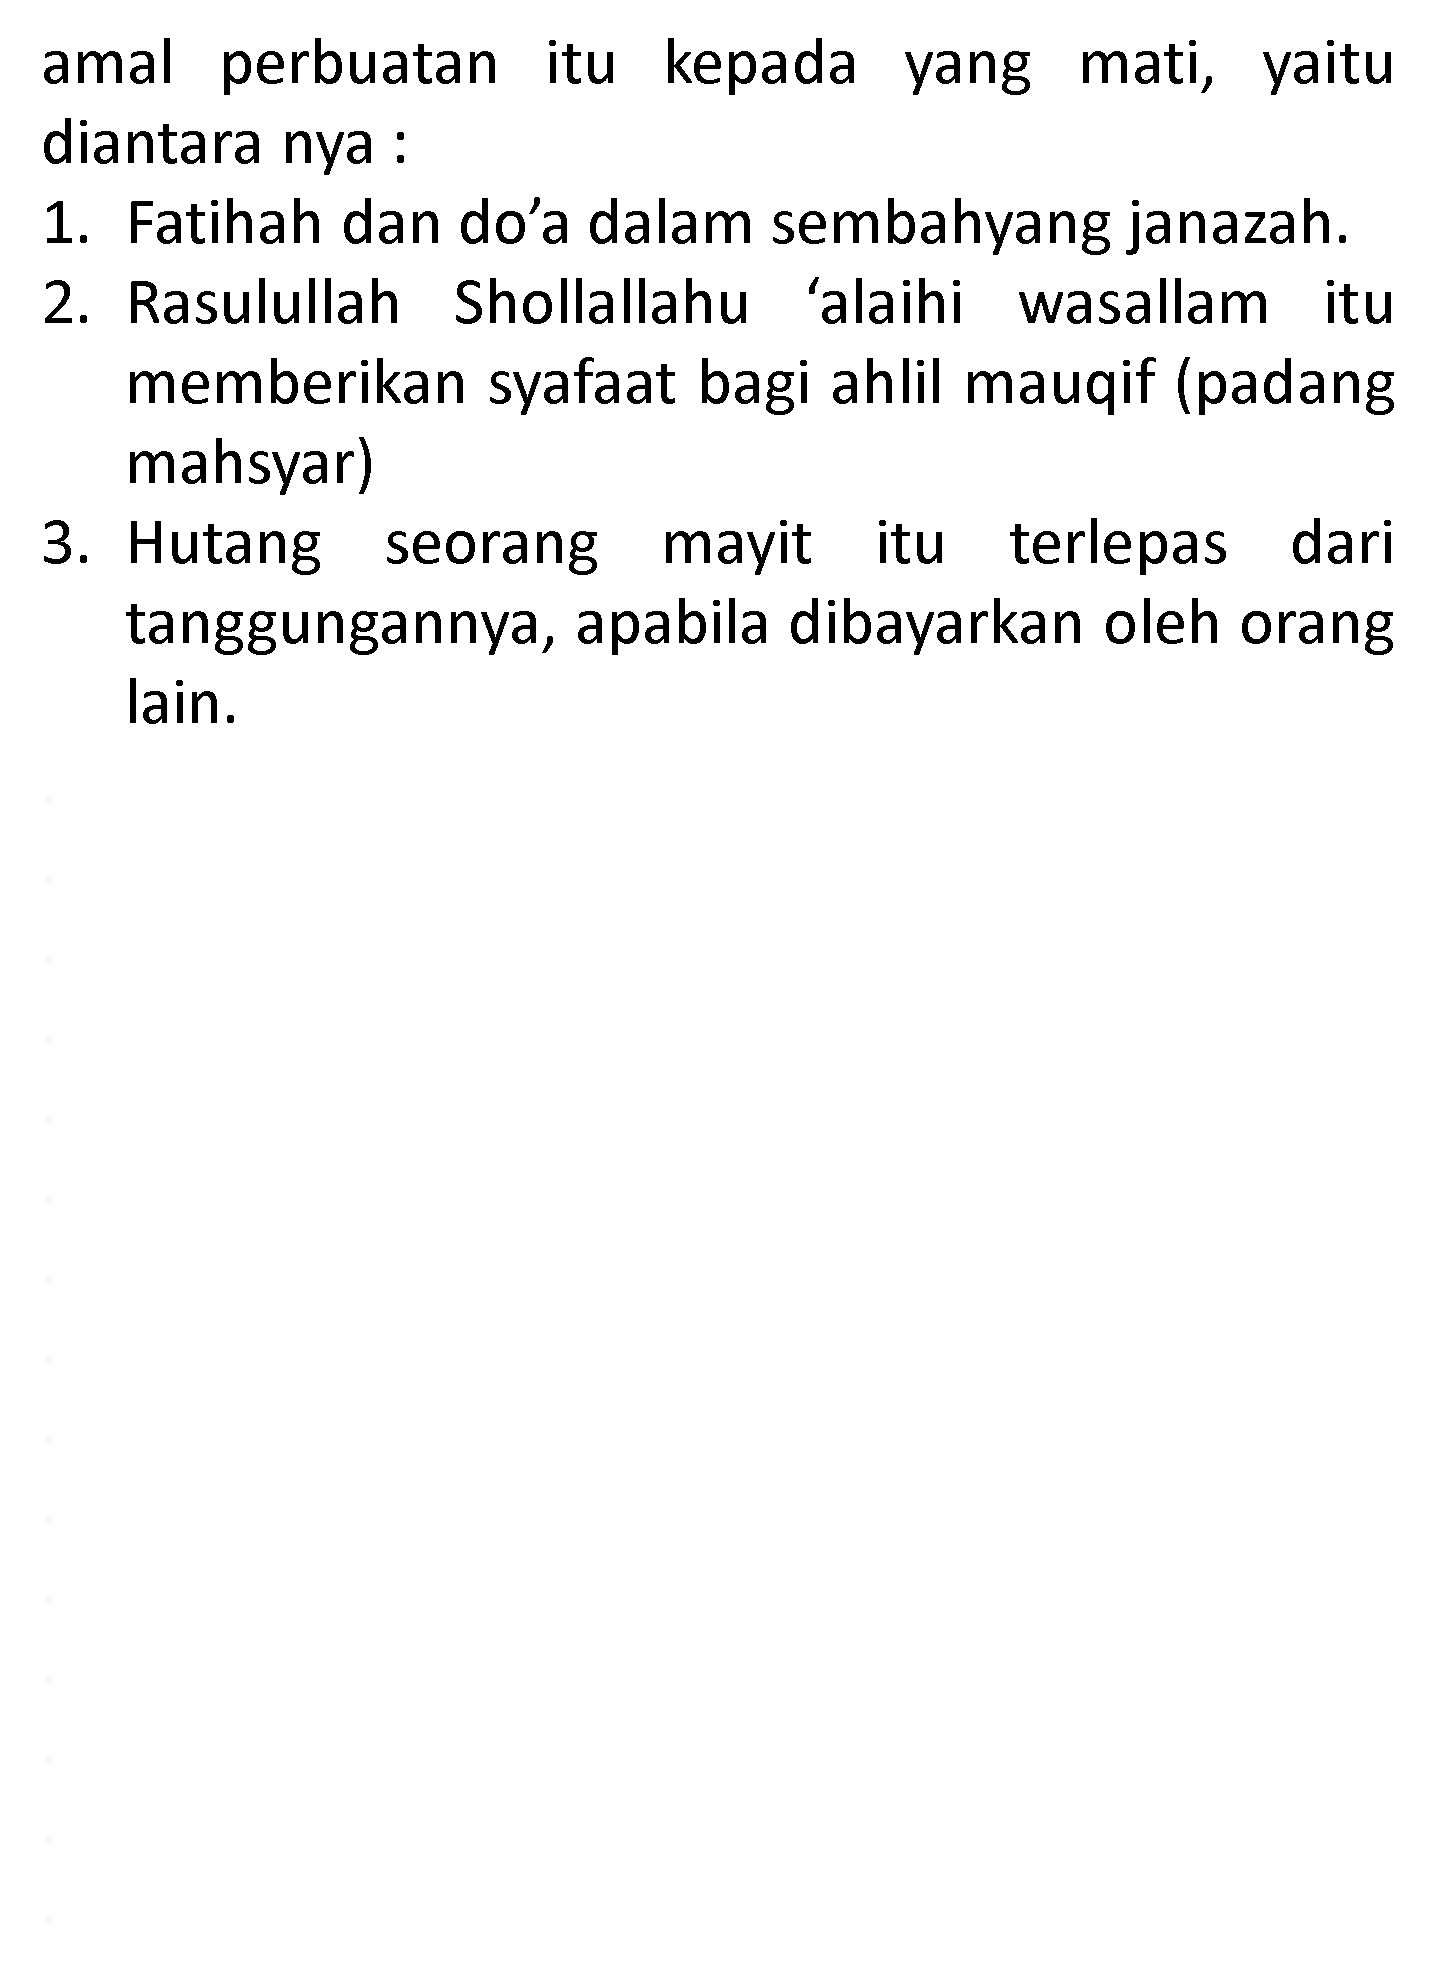 amal perbuatan itu kepada yang mati, yaitu
diantara nya :
1. Fatihah dan do’a dalam sembahyang janazah.
2. Rasulullah Shollallahu ‘alaihi wasallam itu
memberikan syafaat bagi ahlil mauqif (padang
mahsyar)
3. Hutang seorang mayit itu terlepas dari
tanggungannya, apabila dibayarkan oleh orang
lain.